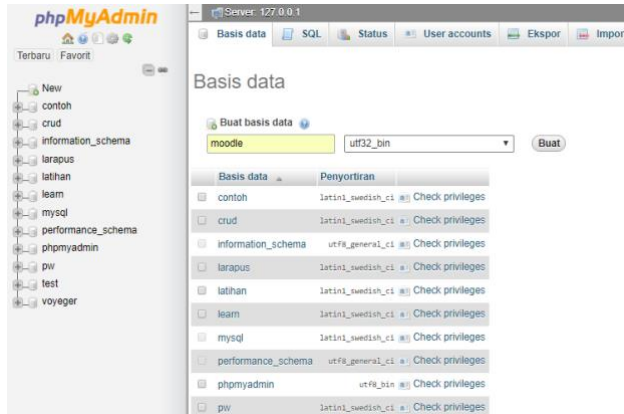 phpMyAdmin
Terbaru Favorit
New
contoh
crud
information_schema
larapus
latihan
learn
mysql
performance_schema
phpmyadmin
pw
test
voyeger
Server: 127.0.0.1
Basis data SQL Status User accounts Ekspor Impor
Basis data
Buat basis data
moodle utf32_bin Buat
Basis data Penyortiran
contoh latin1_swedish_ci Check privileges
crud latin1_swedish_ci Check privileges
information_schema utf8_general_ci Check privileges
larapus latin1_swedish_ci Check privileges
latihan latin1_swedish_ci Check privileges
learn latin1_swedish_ci Check privileges
mysql latin1_swedish_ci Check privileges
performance_schema utf8_general_ci Check privileges
phpmyadmin utf8_bin Check privileges
pw latin1_swedish_ci Check privileges